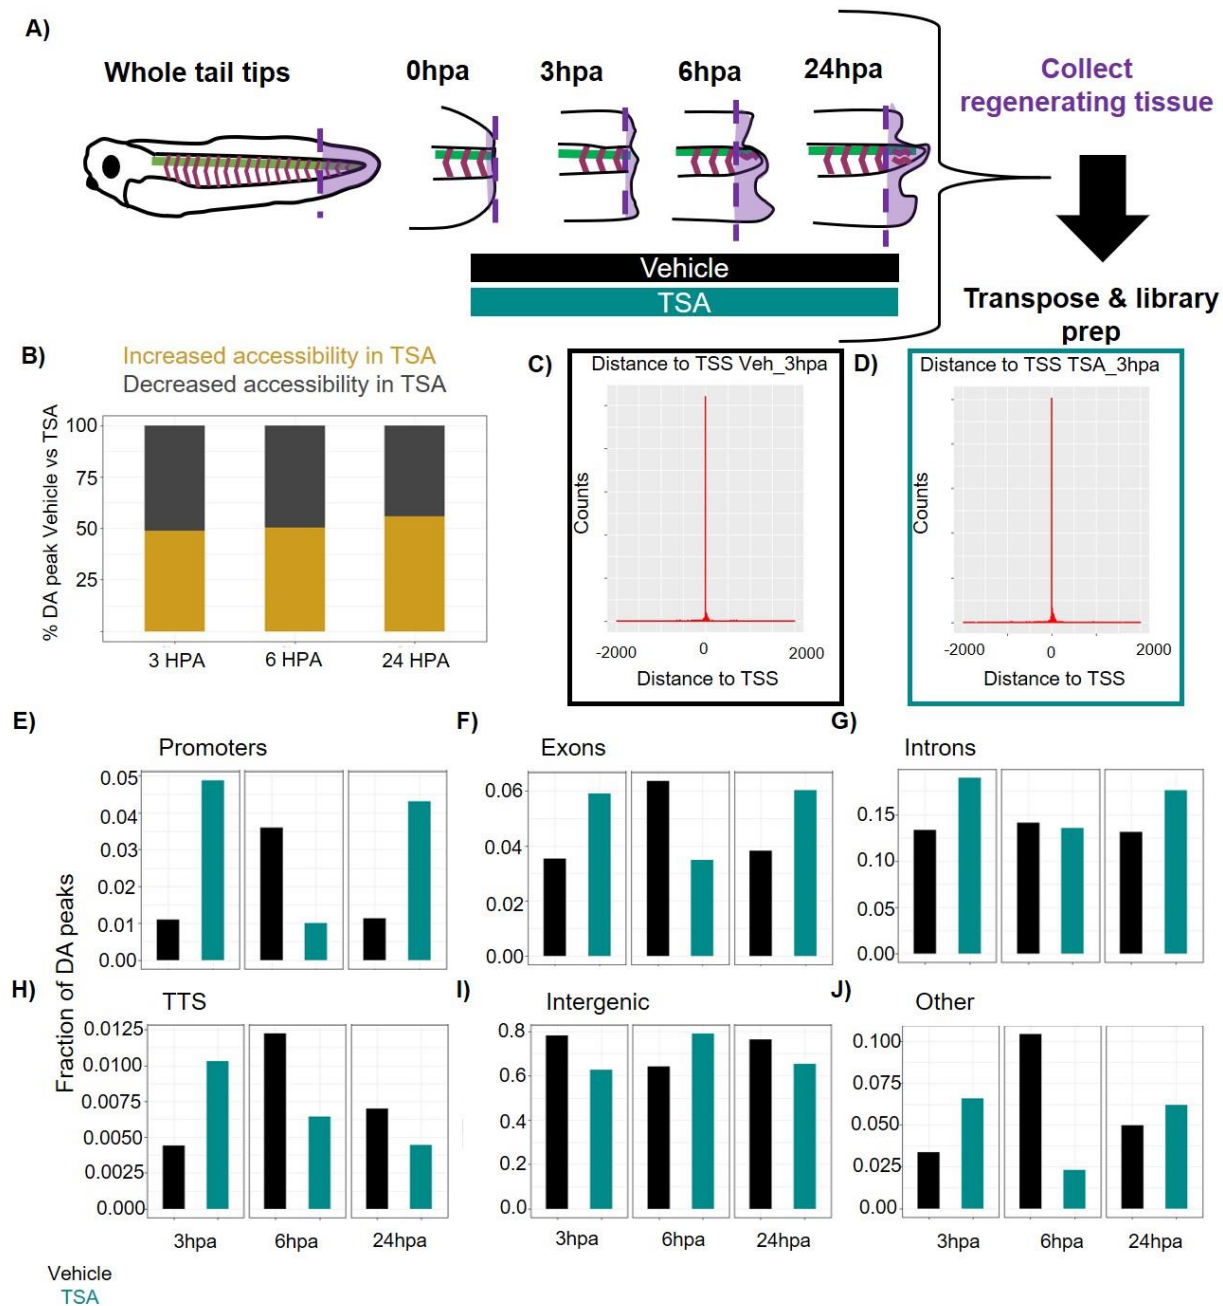 A)
Whole tail tips
0hpa
3hpa
6hpa
24hpa
Collect
regenerating tissue
Vehicle
TSA
Transpose & library
prep
B)
Increased accessibility in TSA
Decreased accessibility in TSA
% DA peak Vehicle vs TSA
100
75
50
25
3 HPA
6 HPA
24 HPA
C)
Distance to TSS Veh_3hpa
Counts
-2000
0
2000
Distance to TSS
D)
Distance to TSS TSA_3hpa
Counts
-2000
0
2000
Distance to TSS
Fraction of DA peaks
E)
Promoters
0.05
0.04
0.03
0.02
0.01
0.00
F)
Exons
0.06
0.04
0.02
0.00
G)
Introns
0.15
0.10
0.05
0.00
H)
TTS
0.0125
0.0100
0.0075
0.0050
0.0025
0.000
3hpa
6hpa
24hpa
I)
Intergenic
0.8
0.6
0.4
0.2
0.0
3hpa
6hpa
24hpa
J)
Other
0.100
0.075
0.050
0.025
0.00
3hpa
6hpa
24hpa
Vehicle
TSA